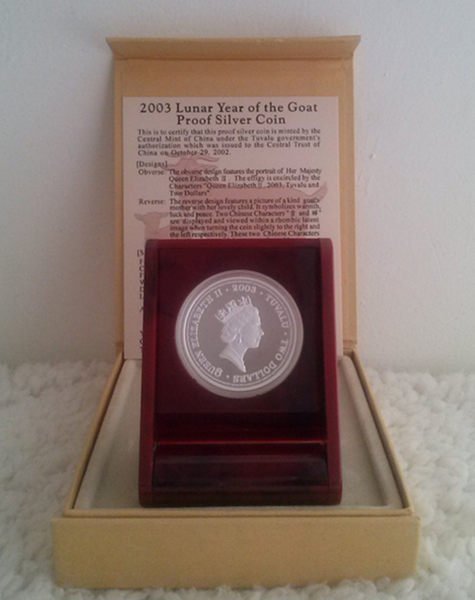 2003 Lunar Year of the Goat
Proof Silver Coin
This is to certify that this proof silver coin is minted by the
Central Mint of China under the Tuvalu government's
authorization which was issued to the Central Trust of
China on October 29, 2002.
[Designs]
Obverse: The obverse design features the portrait of Her Majesty
Queen Elizabeth II. The effigy is encircled by the
Characters "Queen Elizabeth II, 2003, Tuvalu and
Two Dollars".
Reverse: The reverse design features a picture of a kind goat's
mother with her lovely child. It symbolizes warmth,
luck and peace. Two Chinese Characters "
are displayed and viewed within a rhombic latent
image when turning the coin slightly to the right and
the left respectively. These two Chinese Characters
QUEEN ELIZABETH II · 2003 · TUVALU · TWO DOLLARS ·